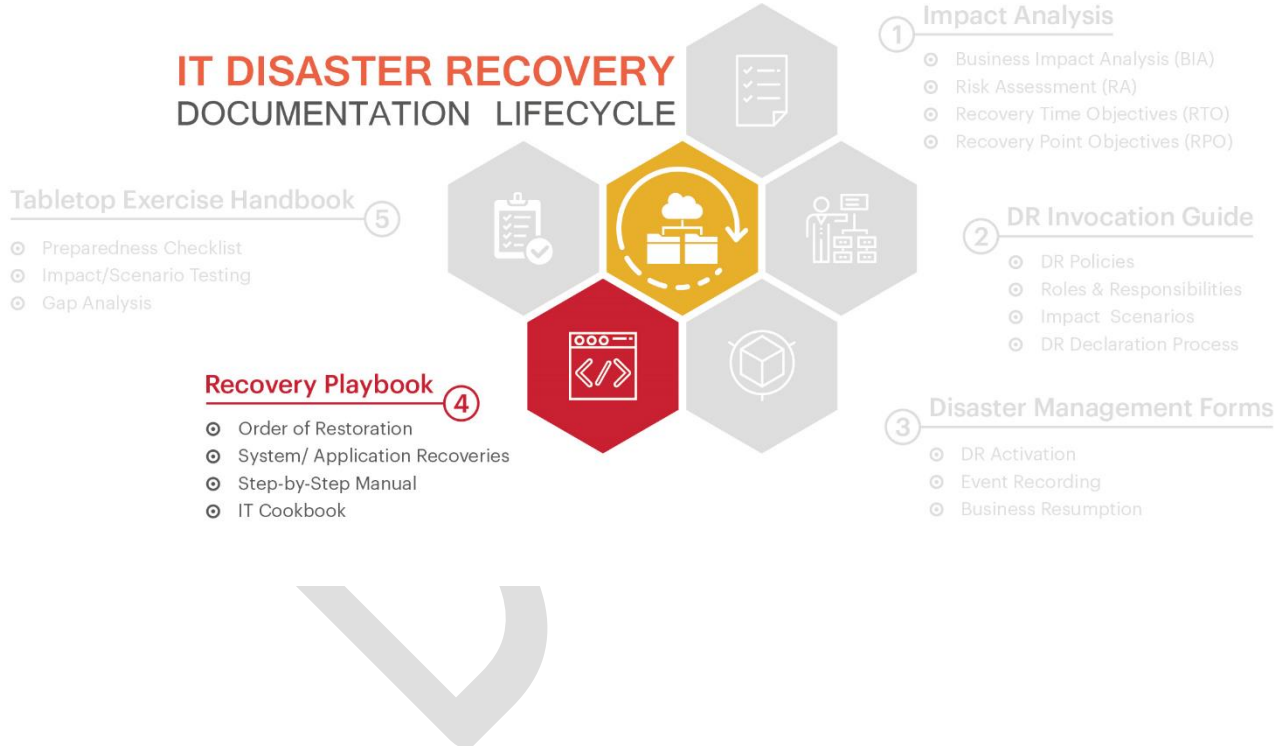 IT DISASTER RECOVERY
DOCUMENTATION LIFECYCLE
1
Impact Analysis
Business Impact Analysis (BIA)
Risk Assessment (RA)
Recovery Time Objectives (RTO)
Recovery Point Objectives (RPO)
2
DR Invocation Guide
DR Policies
Roles & Responsibilities
Impact Scenarios
DR Declaration Process
3
Disaster Management Forms
DR Activation
Event Recording
Business Resumption
Recovery Playbook
4
Order of Restoration
System/ Application Recoveries
Step-by-Step Manual
IT Cookbook
Tabletop Exercise Handbook
5
Preparedness Checklist
Impact/Scenario Testing
Gap Analysis